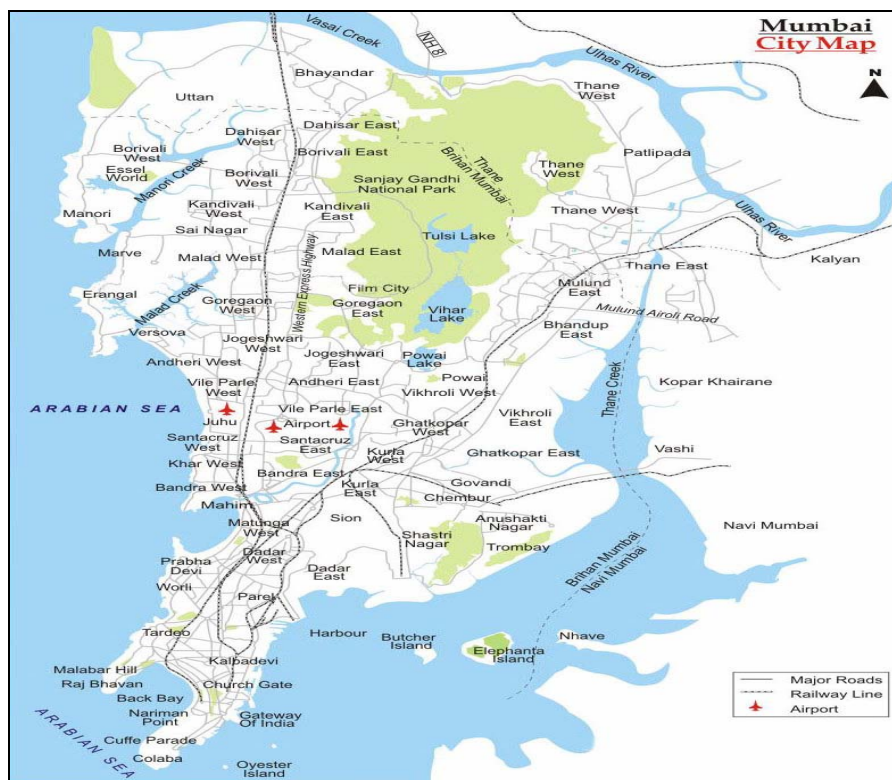 Mumbai
City Map
N
Vasai Creek
NH 8
Ulhas River
Bhayandar
Thane
West
Uttan
Dahisar
West
Dahisar East
Borivali
West
Borivali East
Patlipada
Essel
World
Manori Creek
Borivali
West
Sanjay Gandhi
National Park
Thane
Brihan Mumbai
Thane
West
Manori
Kandivali
West
Kandivali
East
Thane West
Ulhas River
Sai Nagar
Tulsi Lake
Marve
Malad West
Malad East
Thane East
Kalyan
Western Express Highway
Erangal
Malad Creek
Goregaon
West
Film City
Goregaon
East
Vihar
Lake
Mulund
East
Mulund Airoli Road
Versova
Bhandup
East
Jogeshwari
West
Jogeshwari
East
Powai
Lake
Andheri West
Andheri East
Powai
Thane Creek
Kopar Khairane
Vile Parle
West
Vikhroli West
ARABIAN SEA
Vile Parle East
Vikhroli
East
Juhu
Airport
Ghatkopar
West
Santacruz
West
Santacruz
East
Kurla
West
Ghatkopar East
Vashi
Khar West
Bandra East
Bandra West
Kurla
East
Govandi
Chembur
Mahim
Matunga
West
Sion
Anushakti
Nagar
Navi Mumbai
Shastri
Nagar
Trombay
Dadar
West
Dadar
East
Prabha
Devi
Brihan Mumbai
Navi Mumbai
Worli
Parel
Tardeo
Harbour
Butcher
Island
Elephanta
Island
Nhave
Malabar Hill
Kalbadevi
Raj Bhavan
Church Gate
Back Bay
Nariman
Point
Gateway
Of India
Cuffe Parade
Colaba
ARABIAN SEA
Oyester
Island
Major Roads
Railway Line
Airport